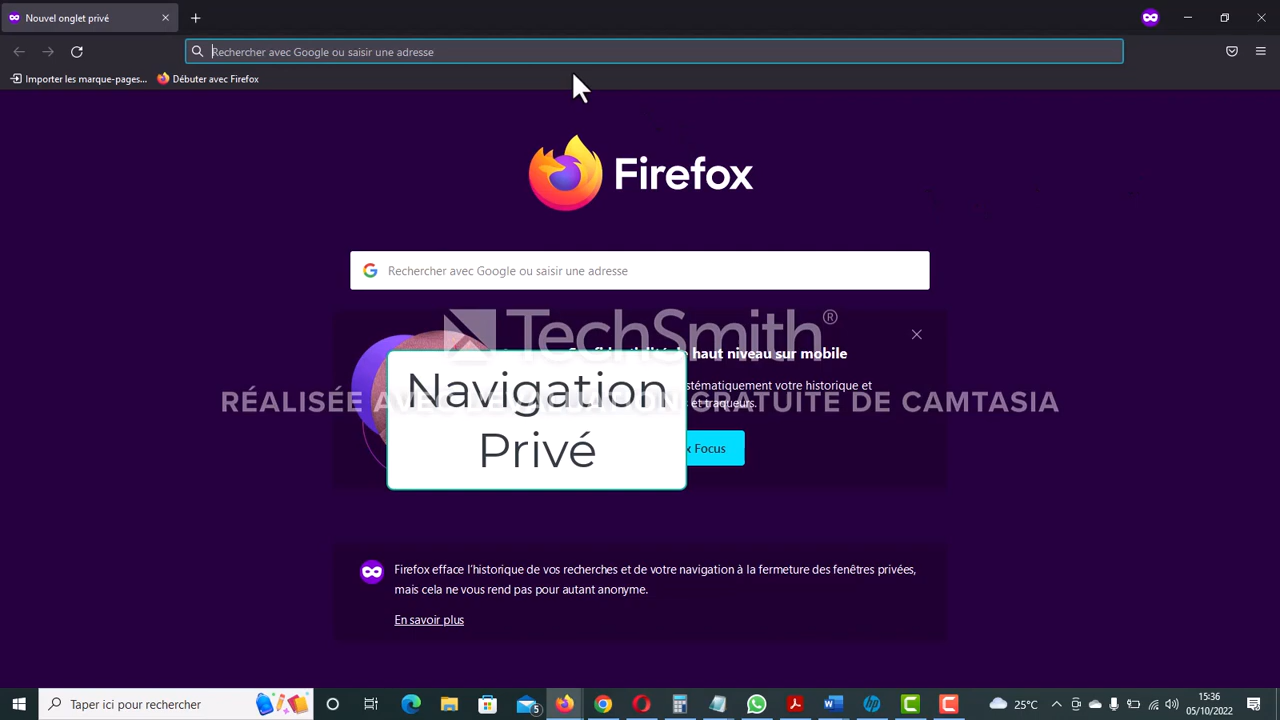 Nouvel onglet privé
Rechercher avec Google ou saisir une adresse
Importer les marque-pages...
Débuter avec Firefox
Firefox
Rechercher avec Google ou saisir une adresse
TechSmith®
haut niveau sur mobile
votre historique et
RÉALISÉE GRATUITE DE CAMTASIA
traqueurs.
Navigation
Privé
Focus
Firefox efface l'historique de vos recherches et de votre navigation à la fermeture des fenêtres privées,
mais cela ne vous rend pas pour autant anonyme.
En savoir plus
Taper ici pour rechercher
5
25°C
15:36
05/10/2022